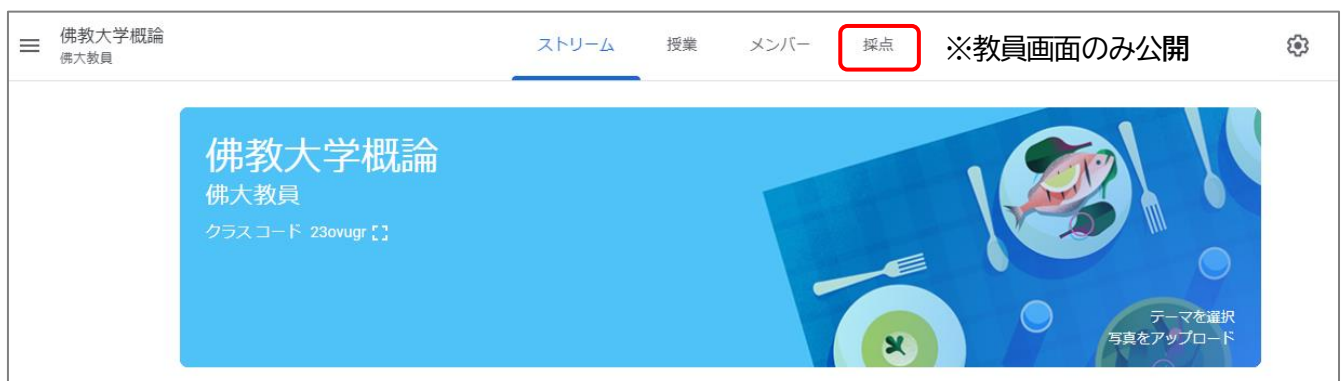 佛教大学概論
佛大教員
ストリーム 授業 メンバー 採点 ※教員画面のみ公開
佛教大学概論
佛大教員
クラス コード 23ovugr
テーマを選択
写真をアップロード